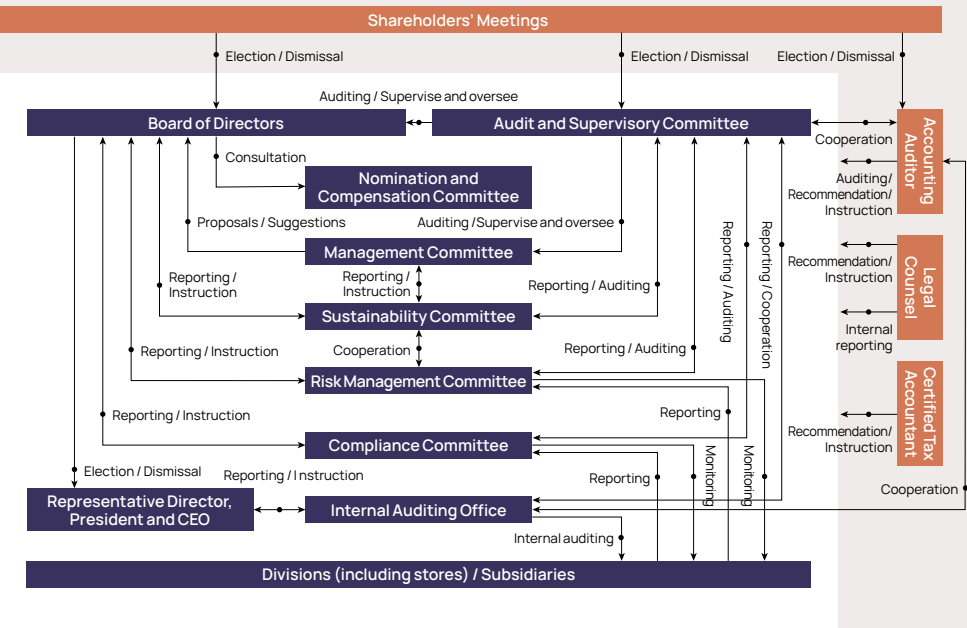 Shareholders' Meetings
Election / Dismissal
Election / Dismissal
Election / Dismissal
Auditing / Supervise and oversee
Board of Directors
Audit and Supervisory Committee
Accounting
Auditor
Cooperation
Consultation
Nomination and
Compensation Committee
Auditing/
Recommendation/
Instruction
Proposals / Suggestions
Auditing /Supervise and oversee
Management Committee
Reporting /
Instruction
Reporting /
Instruction
Reporting / Auditing
Reporting / Auditing
Reporting / Cooperation
Recommendation/
Instruction
Legal
Counsel
Sustainability Committee
Internal
reporting
Cooperation
Reporting / Instruction
Reporting / Auditing
Risk Management Committee
Certified Tax
Accountant
Reporting / Instruction
Reporting
Recommendation/
Instruction
Compliance Committee
Monitoring
Monitoring
Election / Dismissal
Reporting / Instruction
Reporting
Cooperation
Representative Director,
President and CEO
Internal Auditing Office
Internal auditing
Divisions (including stores) / Subsidiaries